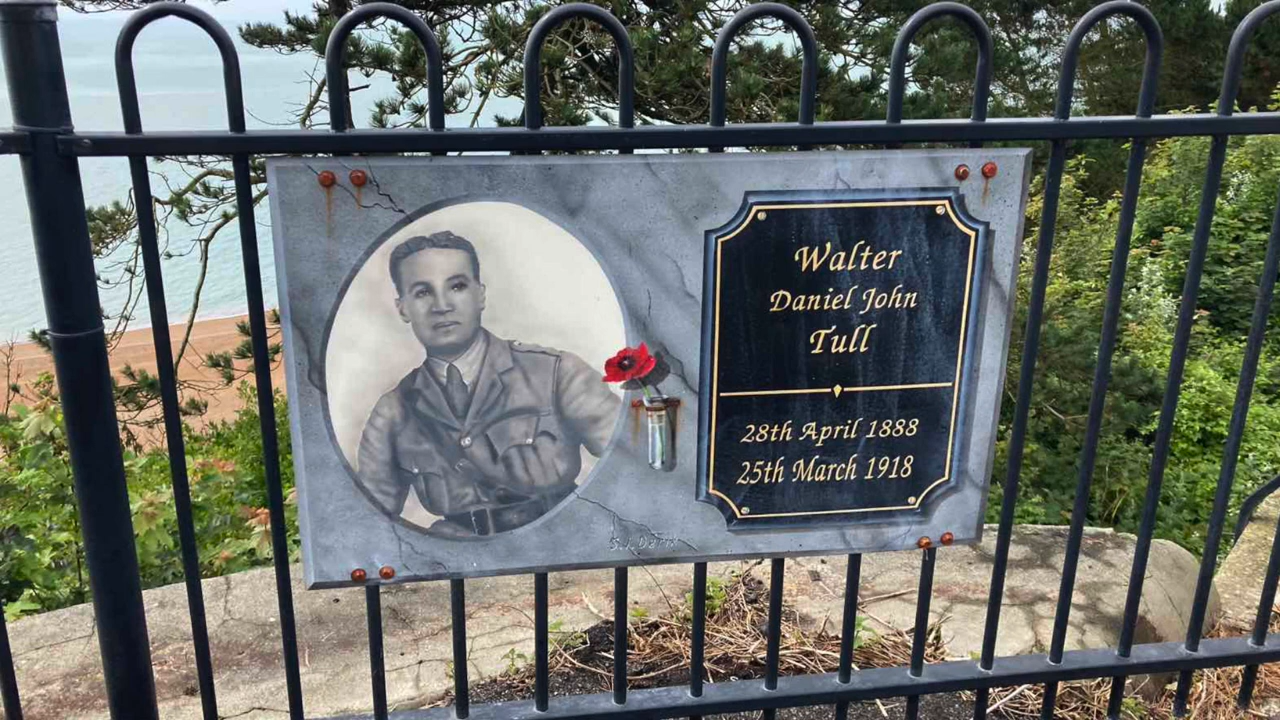 Walter
Daniel John
Tull
28th April 1888
25th March 1918